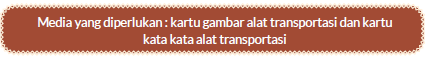 Media yang diperlukan : kartu gambar alat transportasi dan kartu
kata kata alat transportasi